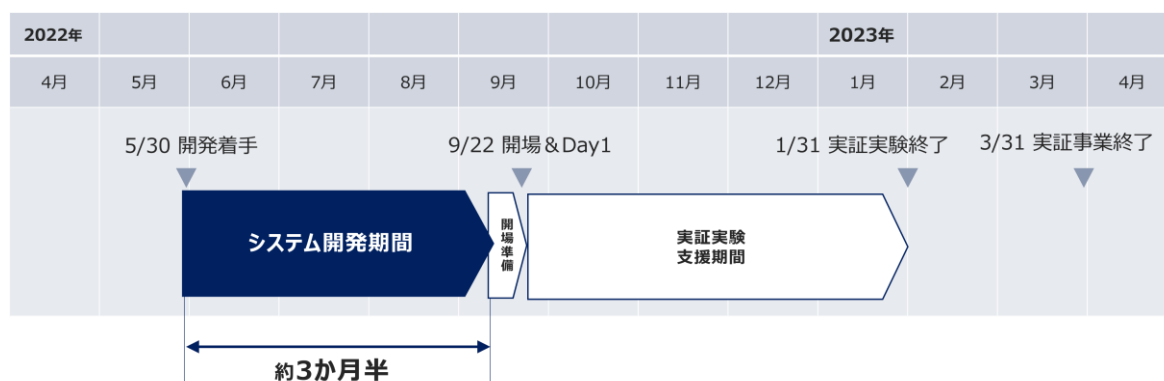 2022年 2023年
4月 5月 6月 7月 8月 9月 10月 11月 12月 1月 2月 3月 4月
5/30 開発着手 9/22 開場&Day1 1/31 実証実験終了 3/31 実証事業終了
システム開発期間
開場準備
実証実験
支援期間
約3か月半